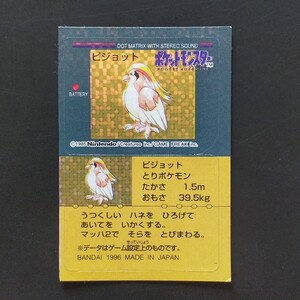 DOT MATRIX WITH STEREO SOUND
ピジョット
ポケットモンスター
TM
POCKET MONSTERS
BATTERY
©1995 Nintendo/Creatures inc./GAME FREAK inc.
ピジョット
とりポケモン
たかさ 1.5m
おもさ 39.5kg
うつくしい ハネを ひろげて
あいてを いかくする。
マッハ2で そらを とびまわる。
※データはゲーム設定上のものです。
BANDAI 1996 MADE IN JAPAN